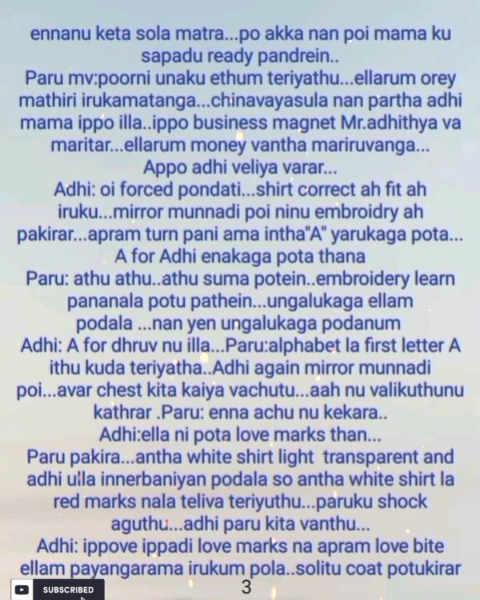 ennanu keta sola matra...po akka nan poi mama ku
sapadu ready pandrein..
Paru mv:poorni unaku ethum teriyathu...ellarum orey
mathiri irukamatanga...chinavayasula nan partha adhi
mama ippo illa..ippo business magnet Mr.adhithya va
maritar...ellarum money vantha mariruvanga...
Appo adhi veliya varar...
Adhi: oi forced pondati...shirt correct ah fit ah
iruku...mirror munnadi poi ninu embroidry ah
pakirar...apram turn pani ama intha"A" yarukaga pota...
A for Adhi enakaga pota thana
Paru: athu athu..athu suma potein..embroidery learn
pananala potu pathein...ungalukaga ellam
podala ...nan yen ungalukaga podanum
Adhi: A for dhruv nu illa...Paru:alphabet la first letter A
ithu kuda teriyatha..Adhi again mirror munnadi
poi...avar chest kita kaiya vachutu...aah nu valikuthunu
kathrar .Paru: enna achu nu kekara..
Adhi:ella ni pota love marks than...
Paru pakira...antha white shirt light transparent and
adhi ulla innerbaniyan podala so antha white shirt la
red marks nala teliva teriyuthu...paruku shock
aguthu...adhi paru kita vanthu...
Adhi: ippove ippadi love marks na apram love bite
ellam payangarama irukum pola..solitu coat potukirar
SUBSCRIBED
3